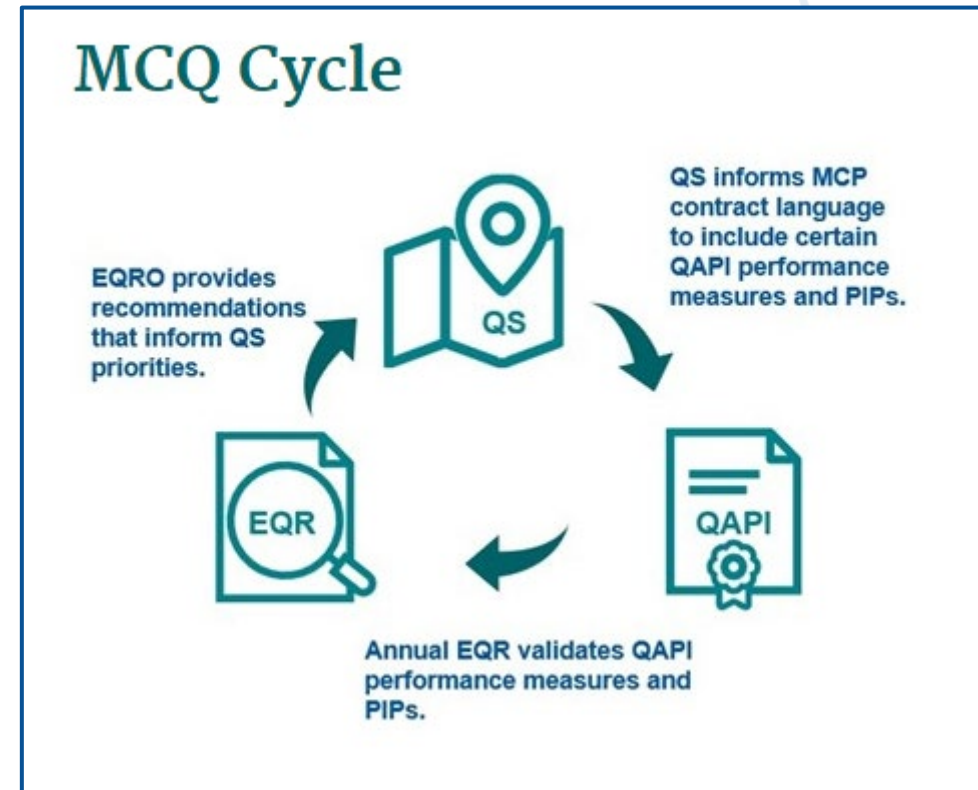 MCQ Cycle
QS informs MCP
contract language
to include certain
QAPI performance
measures and PIPs.
EQRO provides
recommendations
that inform QS
priorities.
QS
EQR
QAPI
Annual EQR validates QAPI
performance measures and
PIPs.